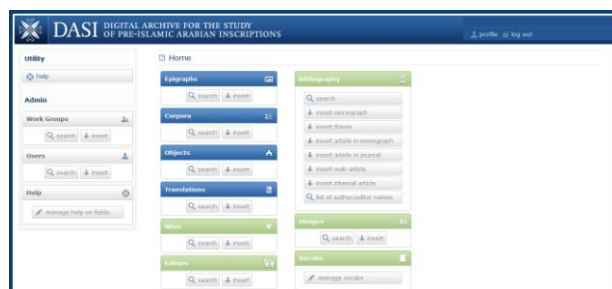 DASI DIGITAL ARCHIVE FOR THE STUDY
OF PRE-ISLAMIC ARABIAN INSCRIPTIONS
profile log out
Utility
help
Admin
Work Groups
search insert
Users
search insert
Help
manage help on fields
Home
Epigraphs
search insert
Corpora
search insert
Objects
search insert
Translations
search insert
Sites
search insert
Editors
search insert
Bibliography
search
insert monograph
insert thesis
insert article in monograph
insert article in journal
insert web article
insert internal article
list of author/editor names
Images
search insert
Vocabs
manage vocabs